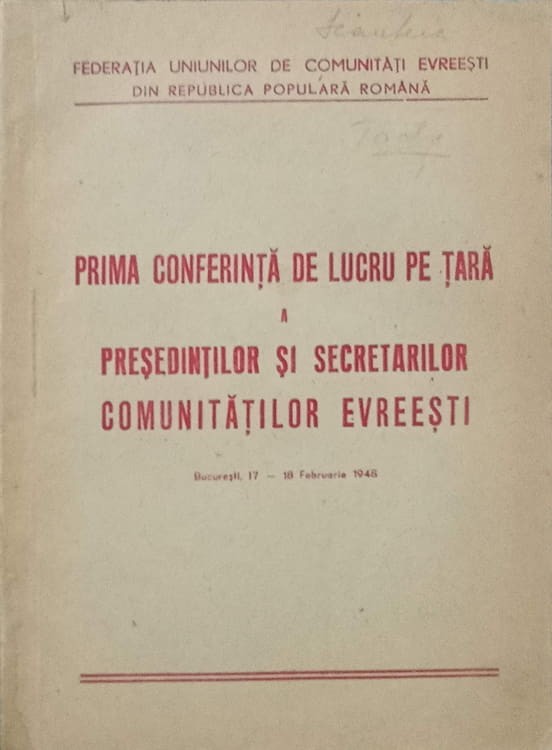 FEDERAȚIA UNIUNILOR DE COMUNITĂȚI EVREEȘTI
DIN REPUBLICA POPULARĂ ROMÂNĂ
PRIMA CONFERINȚĂ DE LUCRU PE ȚARĂ
A
PREȘEDINȚILOR ȘI SECRETARILOR
COMUNITĂȚILOR EVREEȘTI
București, 17 — 18 Februarie 1948